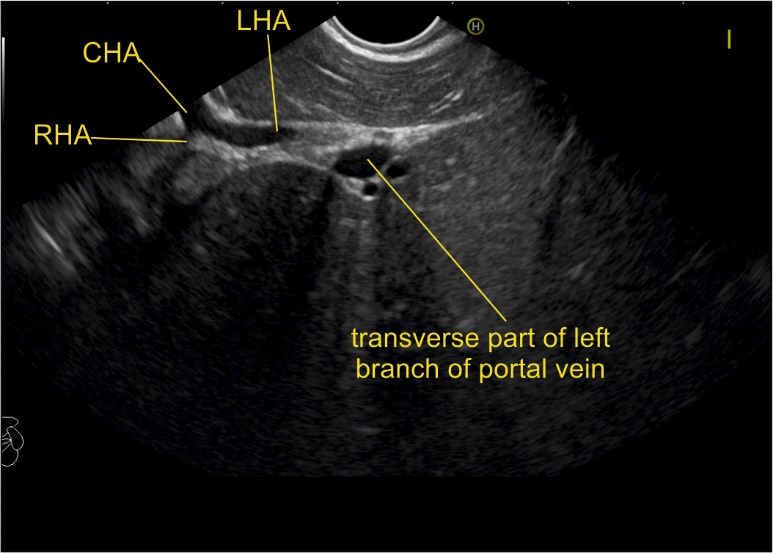 LHA
H
I
CHA
RHA
transverse part of left
branch of portal vein